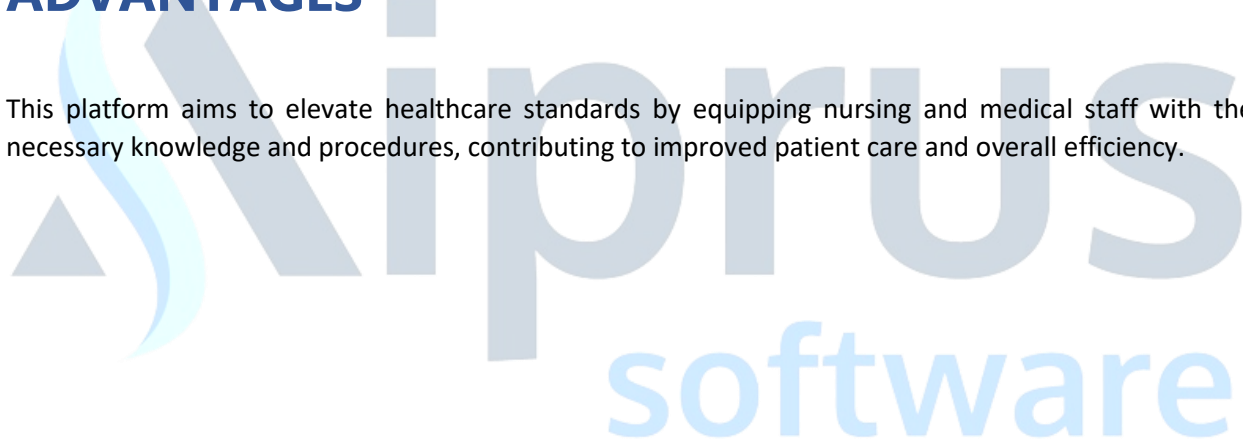 ADVANTAGES
This platform aims to elevate healthcare standards by equipping nursing and medical staff with the
necessary knowledge and procedures, contributing to improved patient care and overall efficiency.
Aiprus
software